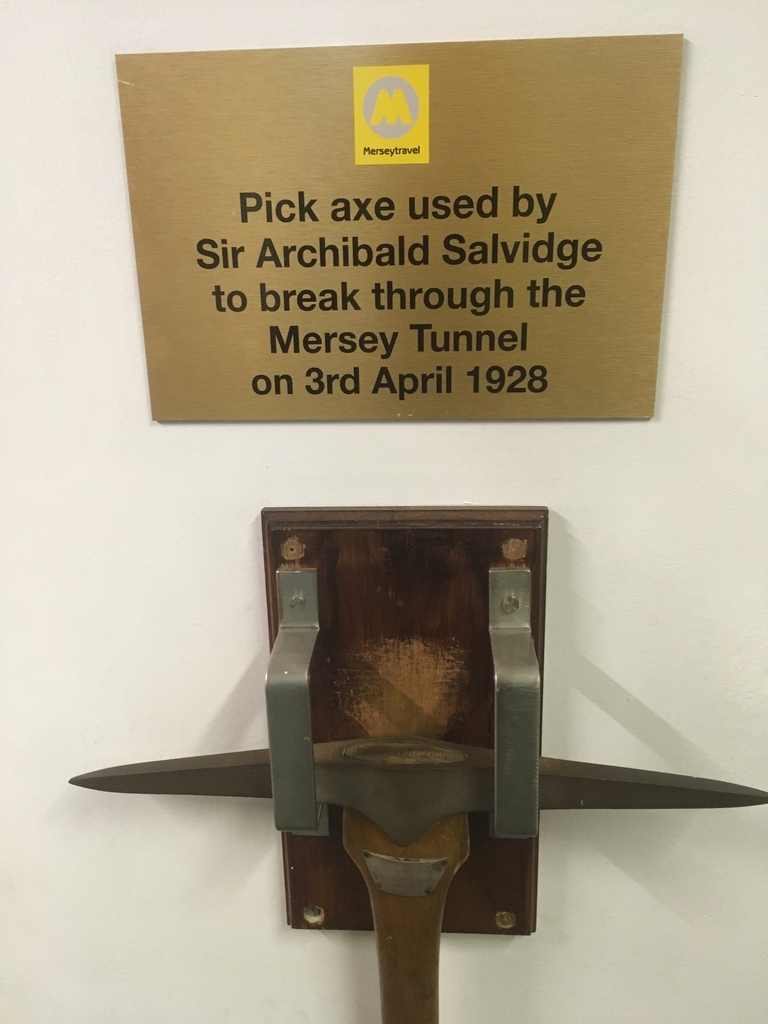 M
Merseytravel
Pick axe used by
Sir Archibald Salvidge
to break through the
Mersey Tunnel
on 3rd April 1928